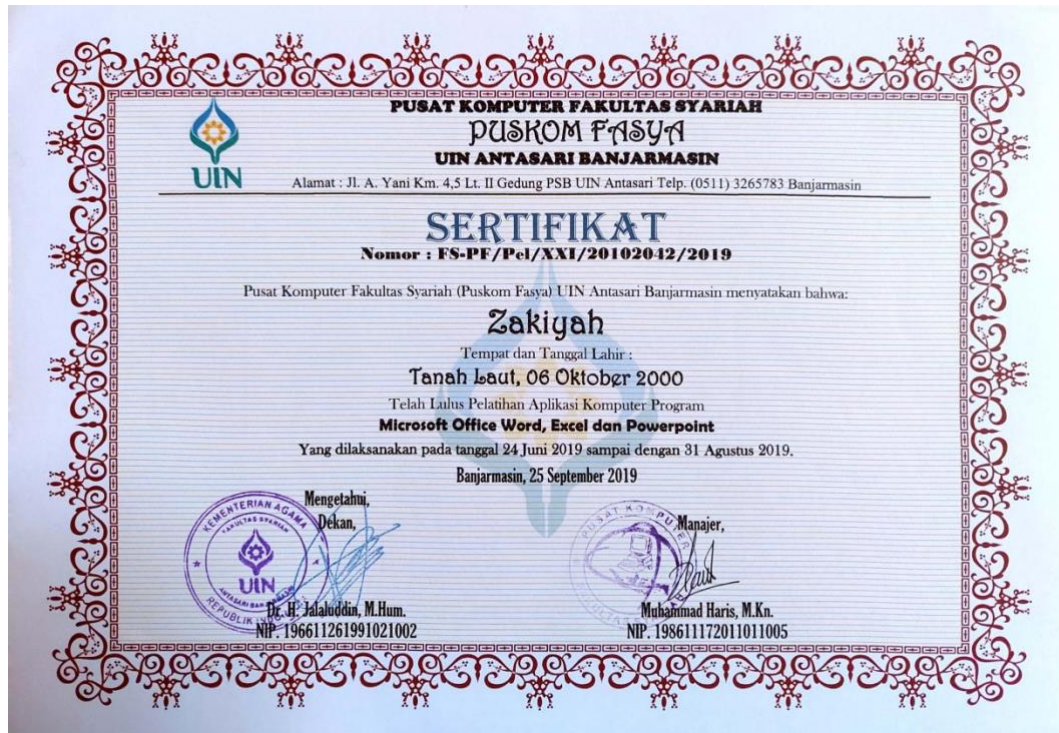 PUSAT KOMPUTER FAKULTAS SYARIAH
PUSKOM FASYA
UIN ANTASARI BANJARMASIN
UIN
Alamat : Jl. A. Yani Km. 4,5 Lt. II Gedung PSB UIN Antasari Telp. (0511) 3265783 Banjarmasin
SERTIFIKAT
Nomor : FS-PF/Pel/XXI/20102042/2019
Pusat Komputer Fakultas Syariah (Puskom Fasya) UIN Antasari Banjarmasin menyatakan bahwa:
Zakiyah
Tempat dan Tanggal Lahir :
Tanah Laut, 06 Oktober 2000
Telah Lulus Pelatihan Aplikasi Komputer Program
Microsoft Office Word, Excel dan Powerpoint
Yang dilaksanakan pada tanggal 24 Juni 2019 sampai dengan 31 Agustus 2019.
Banjarmasin, 25 September 2019
Mengetahui,
Dekan,
KEMENTERIAN AGAMA
FAKULTAS SYARIAH
UIN
REPUBLIK
Dr. H. Jalaluddin, M.Hum.
NIP. 196611261991021002
Manajer,
PUSAT KOMPUTER
Muhammad Haris, M.Kn.
NIP. 198611172011011005